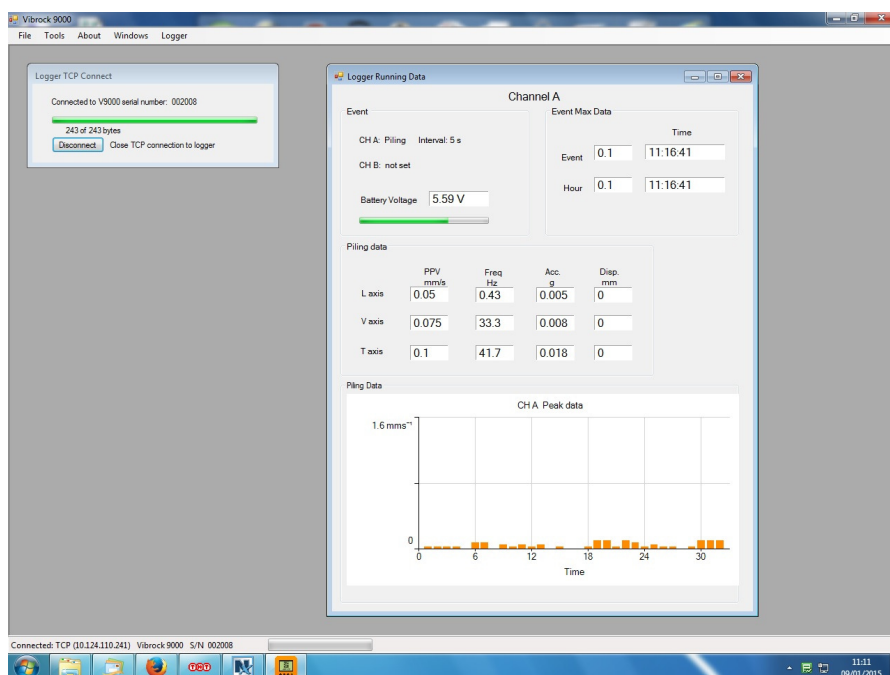 Vibrock 9000
File Tools About Windows Logger
Logger TCP Connect
Connected to V9000 serial number: 002008
243 of 243 bytes
Disconnect Close TCP connection to logger
Logger Running Data
Channel A
Event
CH A: Piling Interval: 5 s
CH B: not set
Battery Voltage 5.59 V
Event Max Data
Time
Event 0.1 11:16:41
Hour 0.1 11:16:41
Piling data
PPV Freq Acc. Disp.
mm/s Hz g mm
L axis 0.05 0.43 0.005 0
V axis 0.075 33.3 0.008 0
T axis 0.1 41.7 0.018 0
Piling Data
CH A Peak data
1.6 mms⁻¹
0
0 6 12 18 24 30
Time
Connected: TCP (10.124.110.241) Vibrock 9000 S/N 002008
11:11
09/01/2015